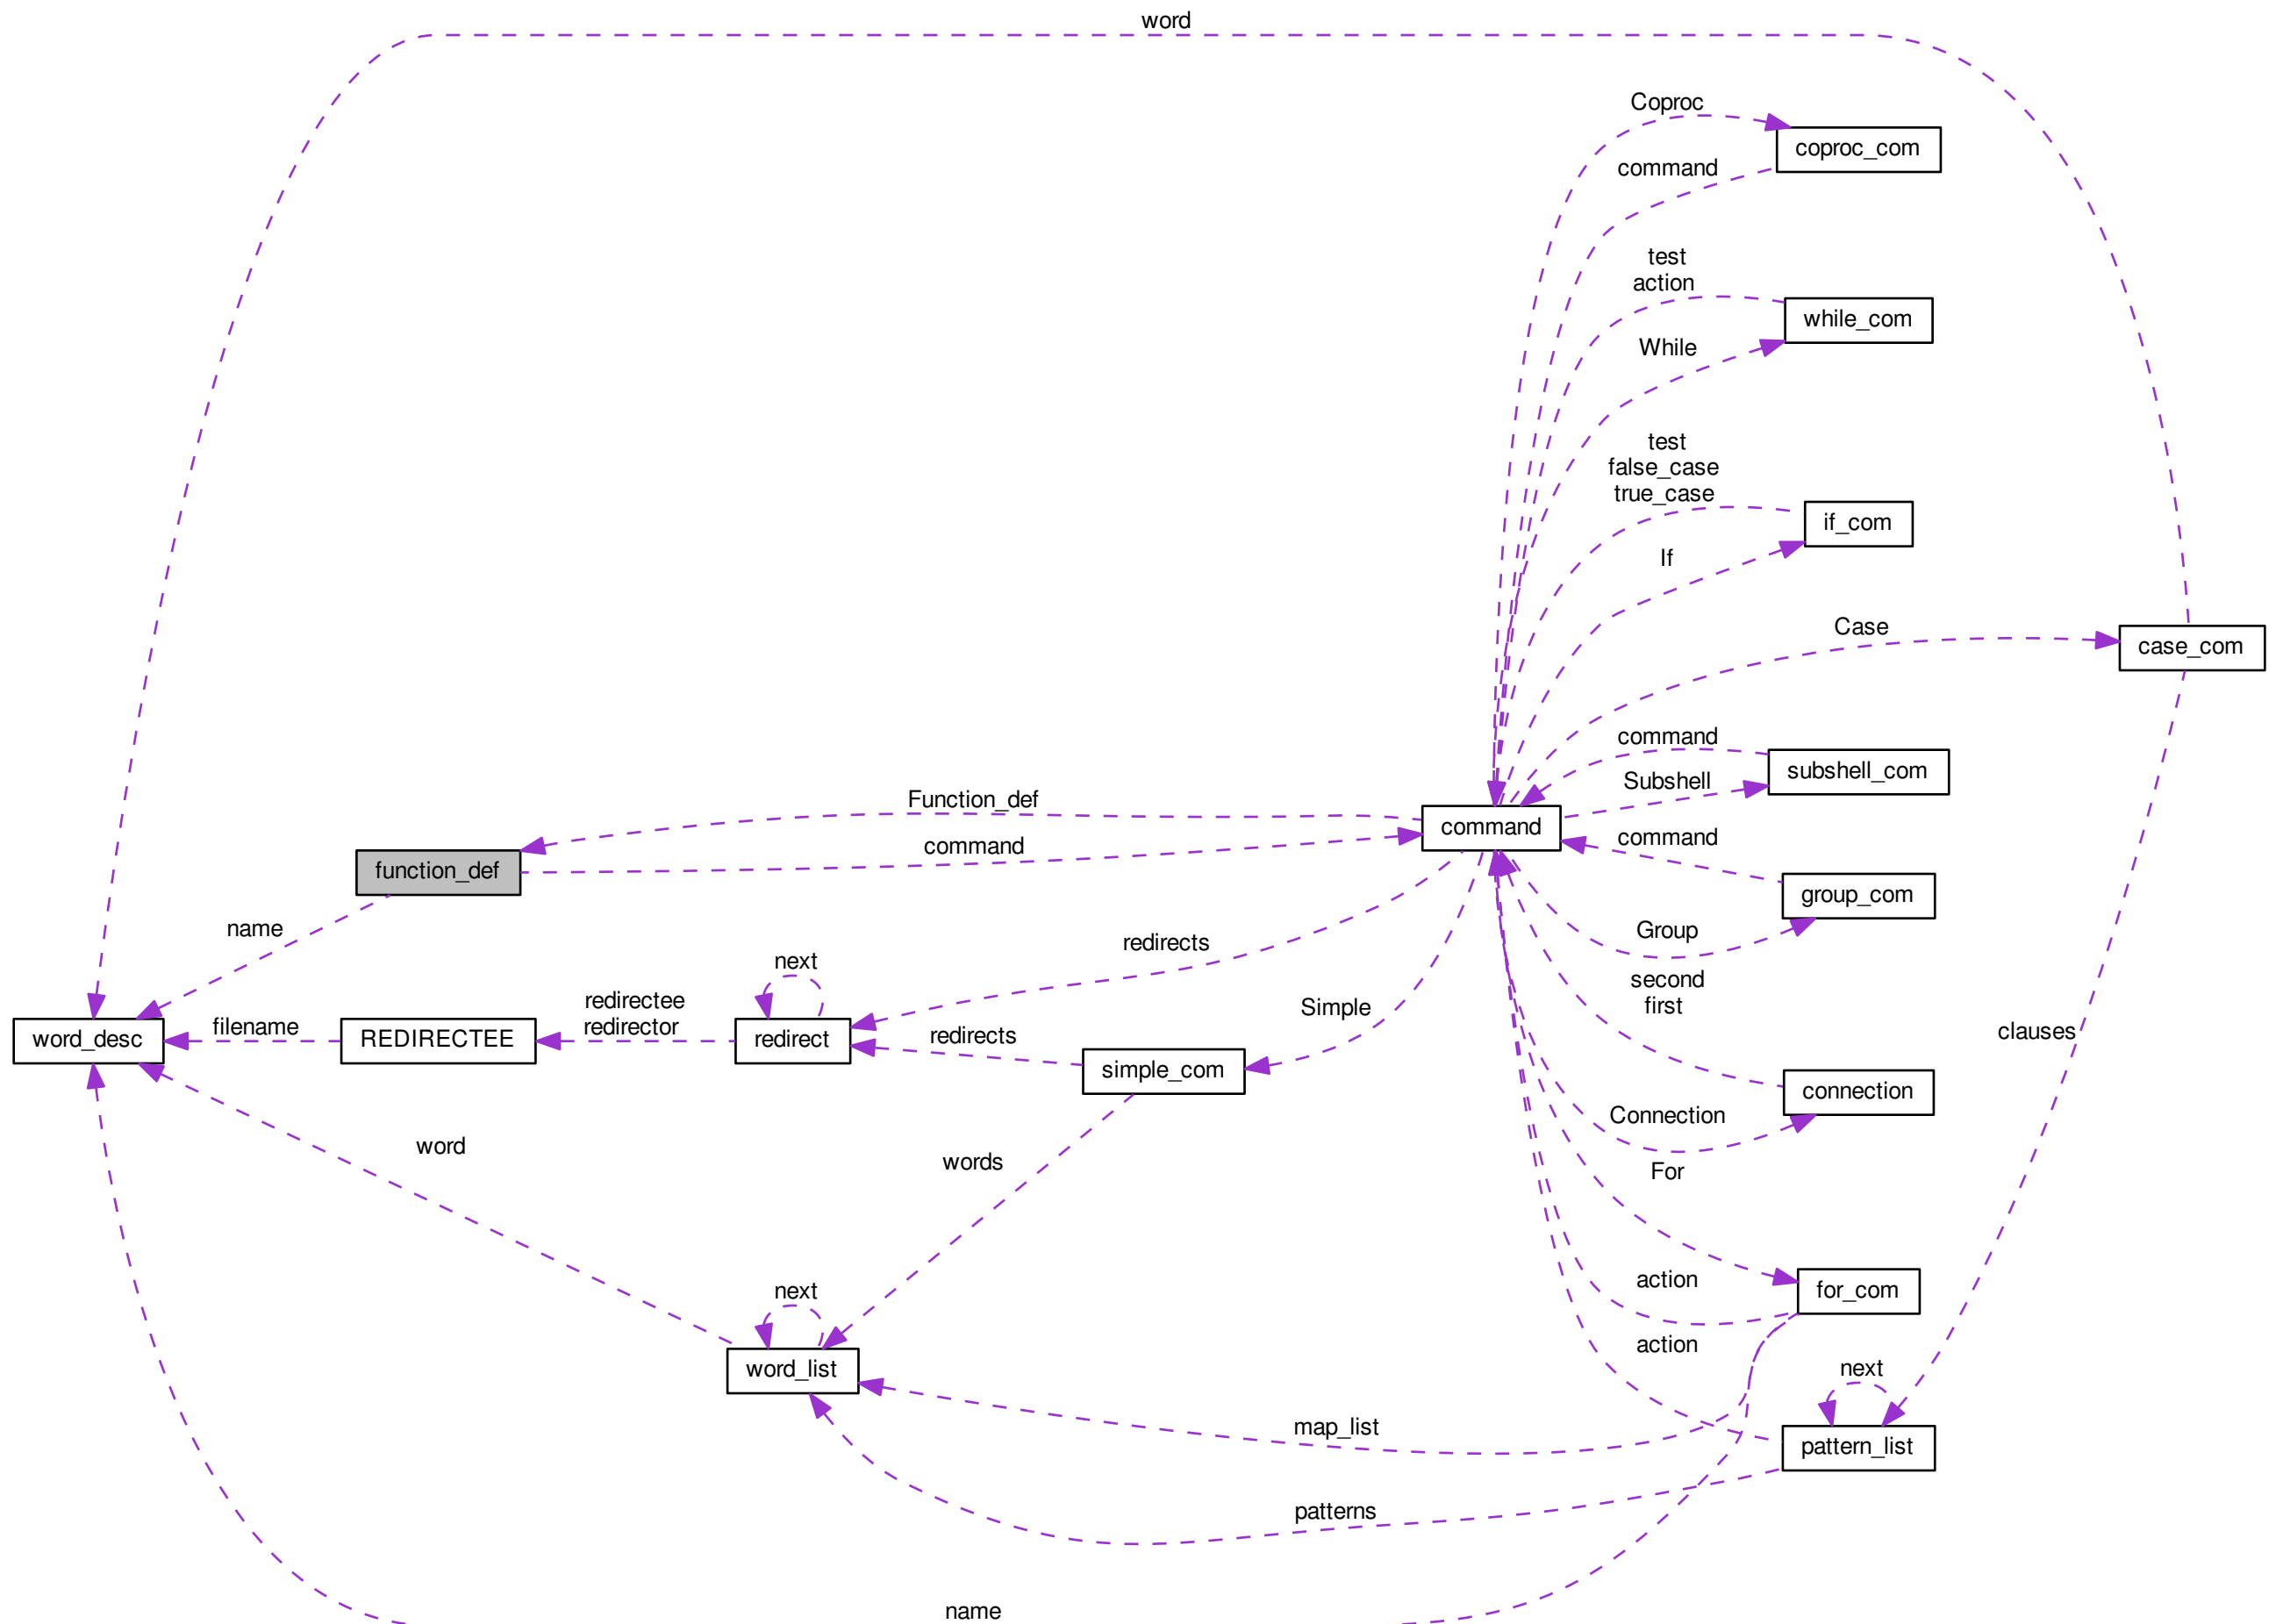 word
Coproc
coproc_com
command
test
action
while_com
While
test
false_case
true_case
if_com
If
Case
case_com
command
subshell_com
Subshell
Function_def
command
command
command
function_def
group_com
name
Group
redirects
next
second
first
redirectee
redirector
Simple
filename
redirects
clauses
word_desc
REDIRECTEE
redirect
simple_com
connection
Connection
word
words
For
next
action
for_com
action
word_list
next
map_list
pattern_list
patterns
name